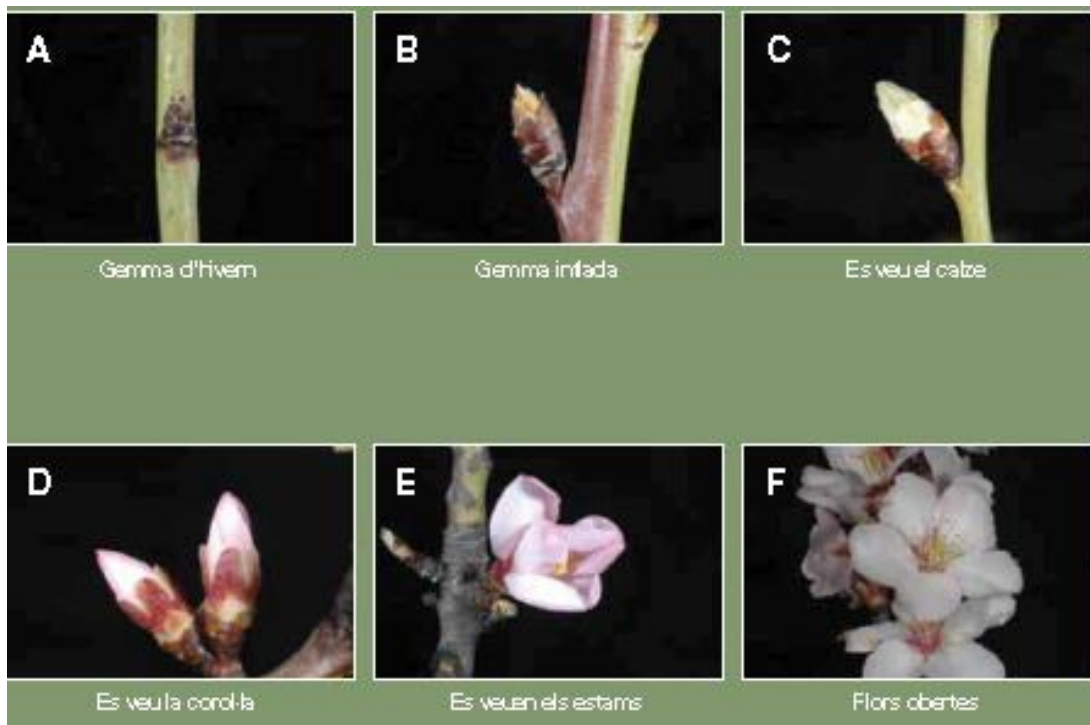 A
B
C
Gemma d'hivern
Gemma inflada
Es veu el calze
D
E
F
Es veu la corol·la
Es veuen els estams
Flors obertes